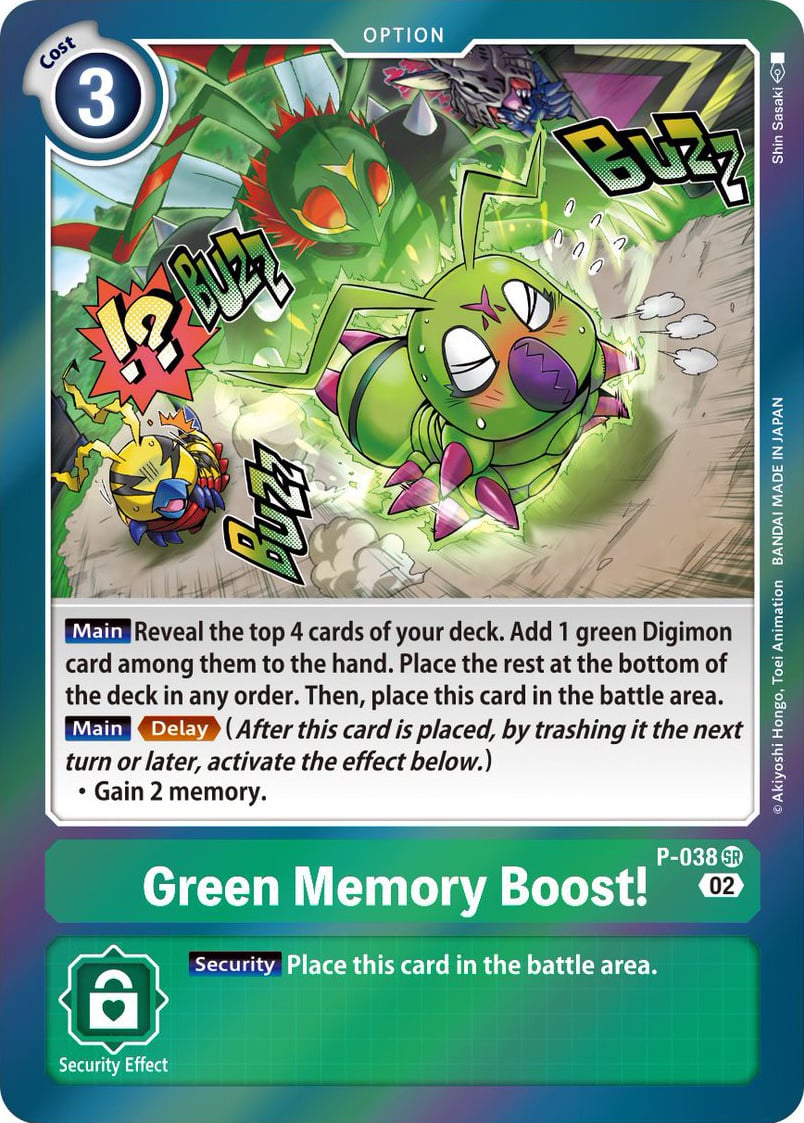 OPTION
Cost
3
Shin Sasaki
BUZZ
BUZZ
!?
BUZZ
Main Reveal the top 4 cards of your deck. Add 1 green Digimon
card among them to the hand. Place the rest at the bottom of
the deck in any order. Then, place this card in the battle area.
Main Delay (After this card is placed, by trashing it the next
turn or later, activate the effect below.)
• Gain 2 memory.
©Akiyoshi Hongo, Toei Animation BANDAI MADE IN JAPAN
P-038 SR
Green Memory Boost!
02
Security Place this card in the battle area.
Security Effect